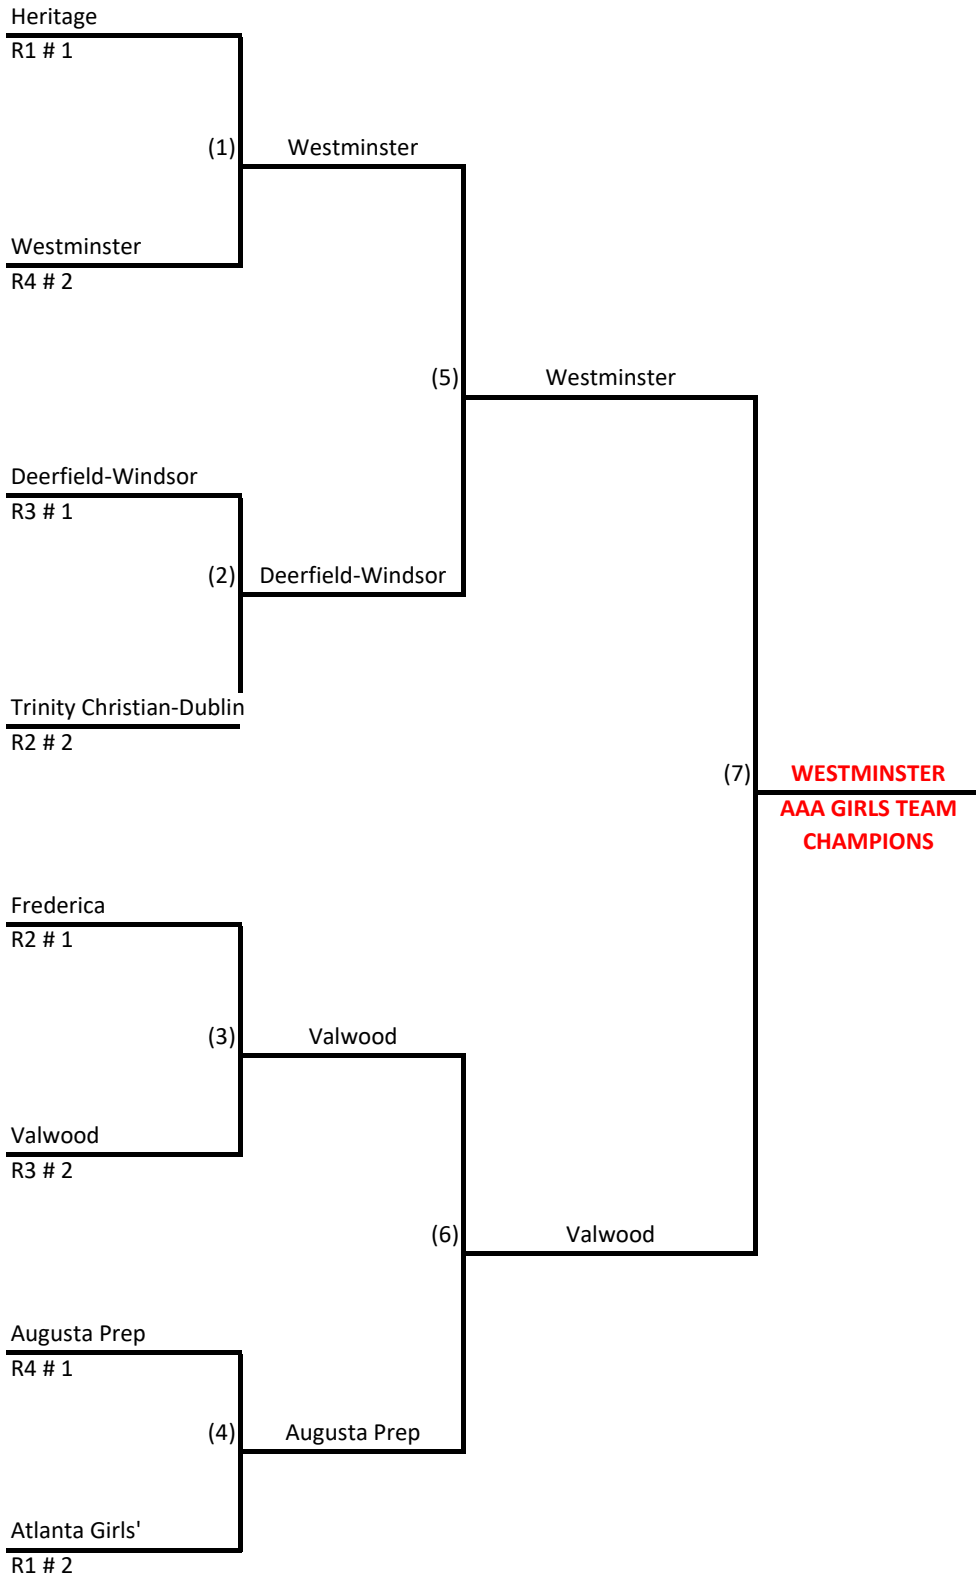 Heritage
R1 # 1
(1)
Westminster
Westminster
R4 # 2
(5)
Westminster
Deerfield-Windsor
R3 # 1
(2)
Deerfield-Windsor
Trinity Christian-Dublin
R2 # 2
(7)
WESTMINSTER
AAA GIRLS TEAM
CHAMPIONS
Frederica
R2 # 1
(3)
Valwood
Valwood
R3 # 2
(6)
Valwood
Augusta Prep
R4 # 1
(4)
Augusta Prep
Atlanta Girls'
R1 # 2